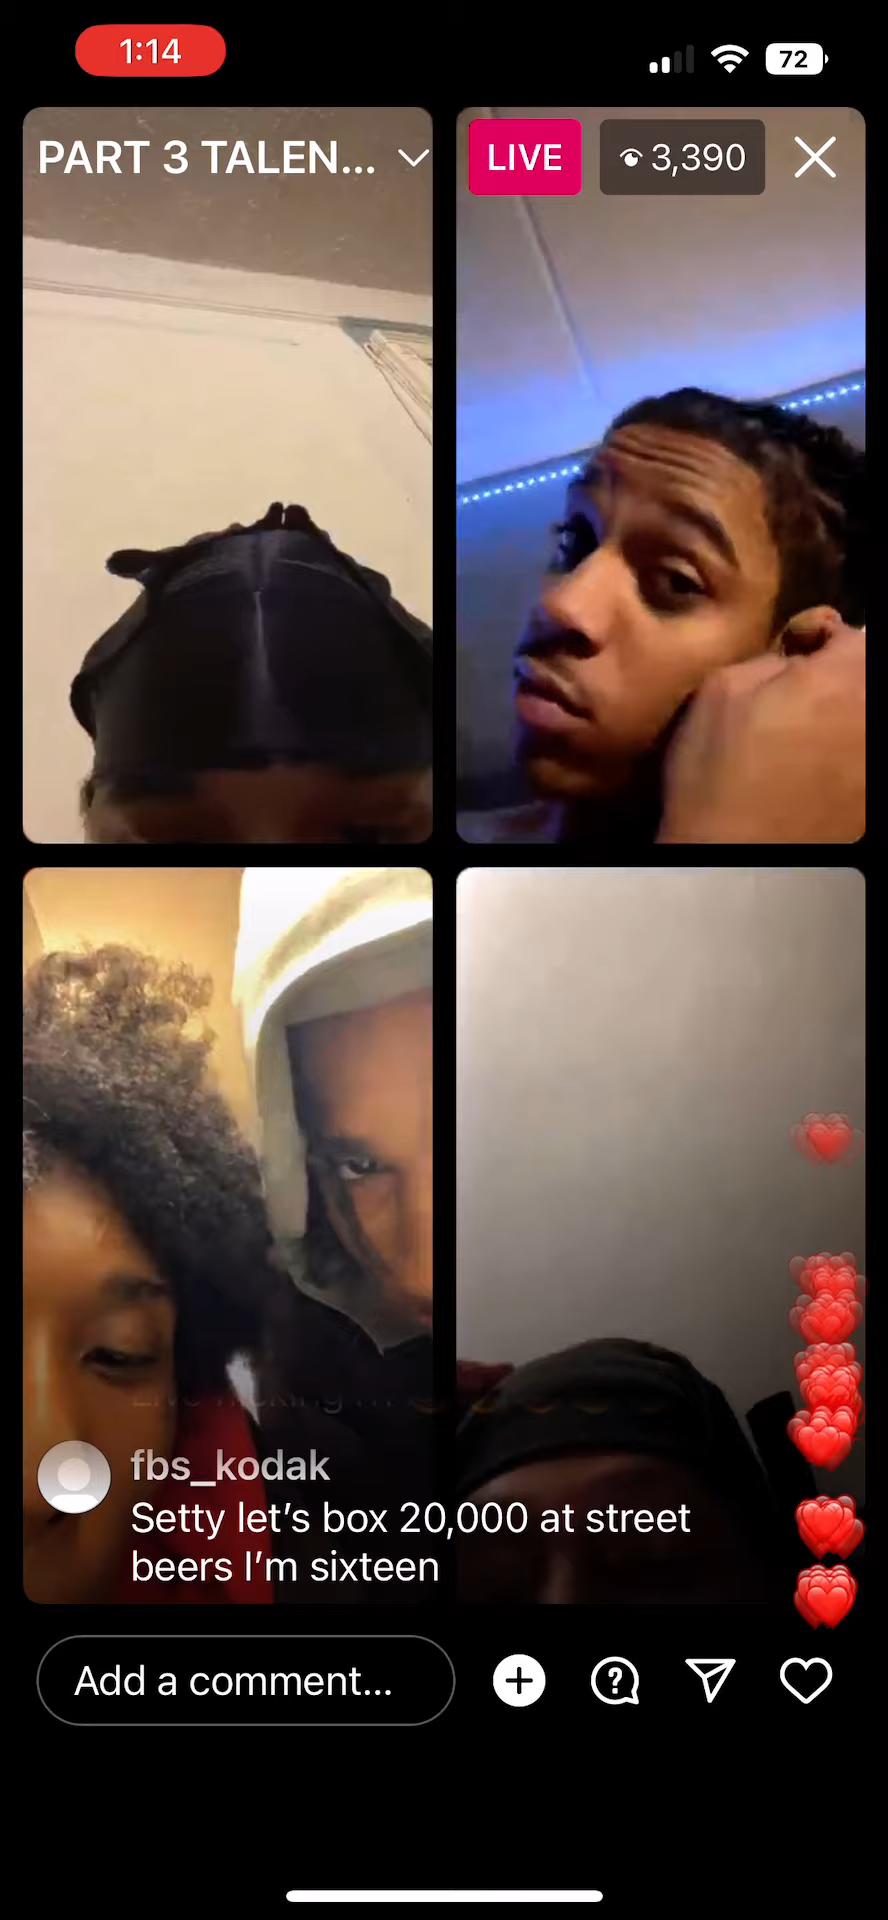 1:14
72
PART 3 TALEN...
LIVE
3,390
fbs_kodak
Setty let's box 20,000 at street
beers I'm sixteen
Add a comment...